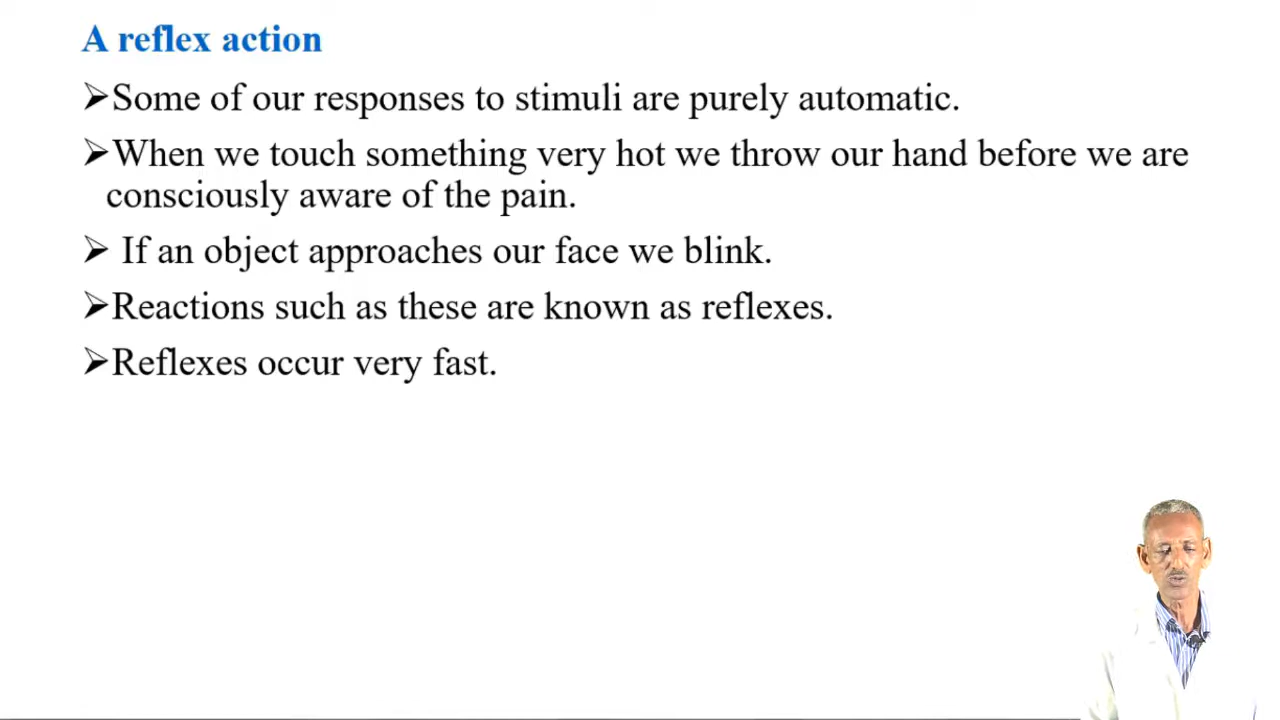 A reflex action
➢Some of our responses to stimuli are purely automatic.
➢When we touch something very hot we throw our hand before we are
consciously aware of the pain.
➢ If an object approaches our face we blink.
➢Reactions such as these are known as reflexes.
➢Reflexes occur very fast.